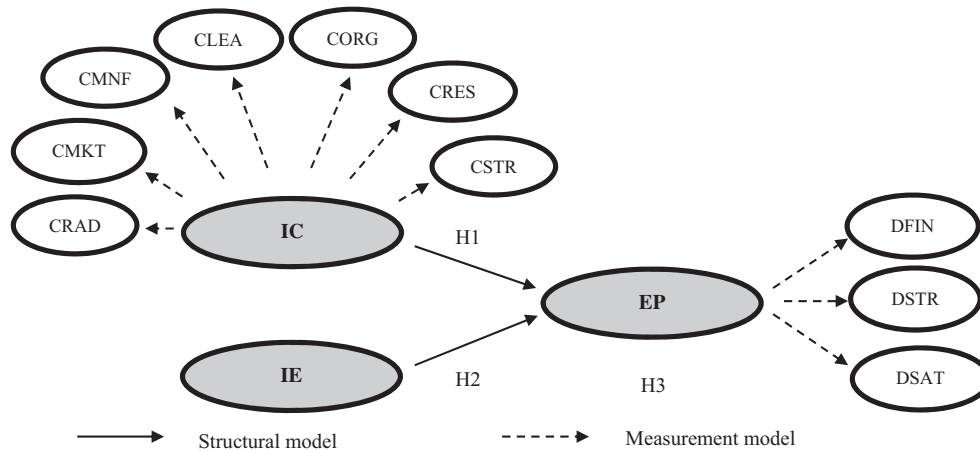 CLEA
CORG
CMNF
CRES
CMKT
CSTR
CRAD
IC
H1
DFIN
EP
DSTR
IE
H2
H3
DSAT
Structural model
Measurement model